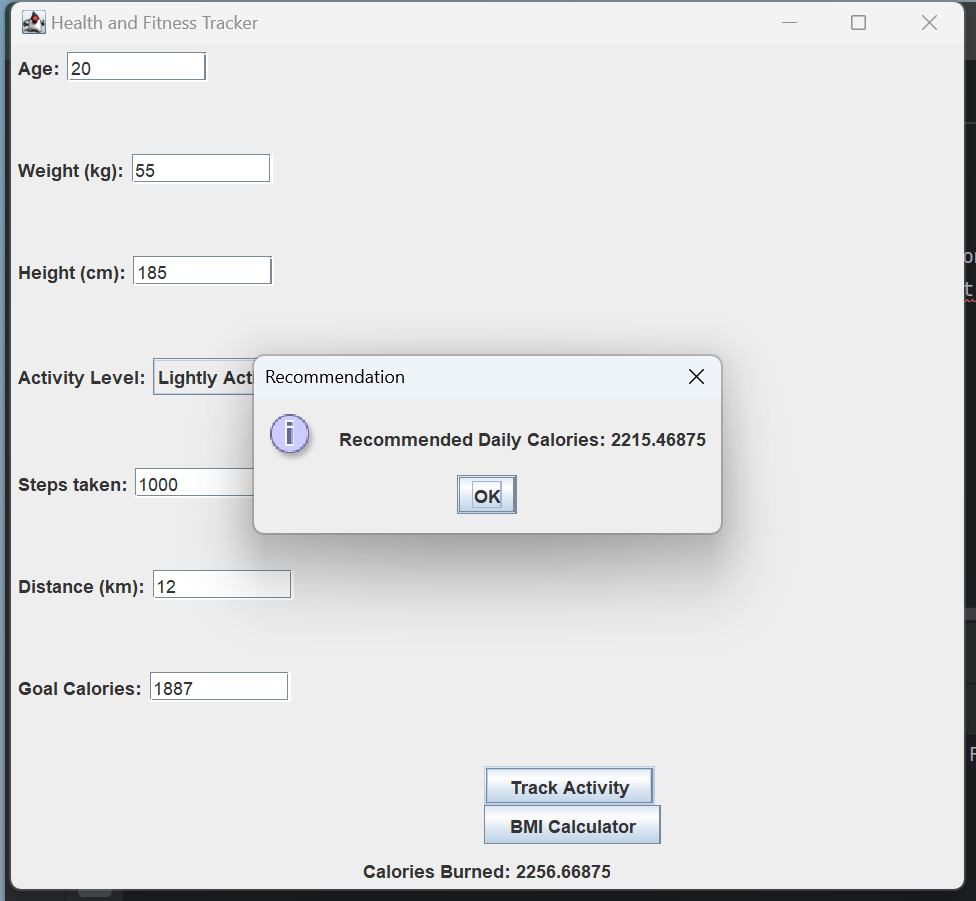 Health and Fitness Tracker
Age: 20
Weight (kg): 55
Height (cm): 185
Activity Level: Lightly Acti
Recommendation
Recommended Daily Calories: 2215.46875
OK
Steps taken: 1000
Distance (km): 12
Goal Calories: 1887
Track Activity
BMI Calculator
Calories Burned: 2256.66875